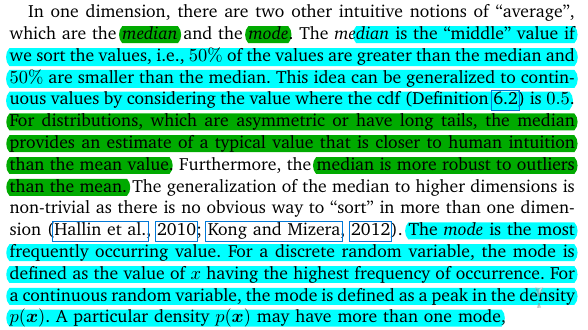 In one dimension, there are two other intuitive notions of “average”,
which are the median and the mode. The median is the “middle” value if
we sort the values, i.e., 50% of the values are greater than the median and
50% are smaller than the median. This idea can be generalized to contin-
uous values by considering the value where the cdf (Definition 6.2) is 0.5.
For distributions, which are asymmetric or have long tails, the median
provides an estimate of a typical value that is closer to human intuition
than the mean value. Furthermore, the median is more robust to outliers
than the mean. The generalization of the median to higher dimensions is
non-trivial as there is no obvious way to “sort” in more than one dimen-
sion (Hallin et al., 2010; Kong and Mizera, 2012). The mode is the most
frequently occurring value. For a discrete random variable, the mode is
defined as the value of x having the highest frequency of occurrence. For
a continuous random variable, the mode is defined as a peak in the density
p(x). A particular density p(x) may have more than one mode,